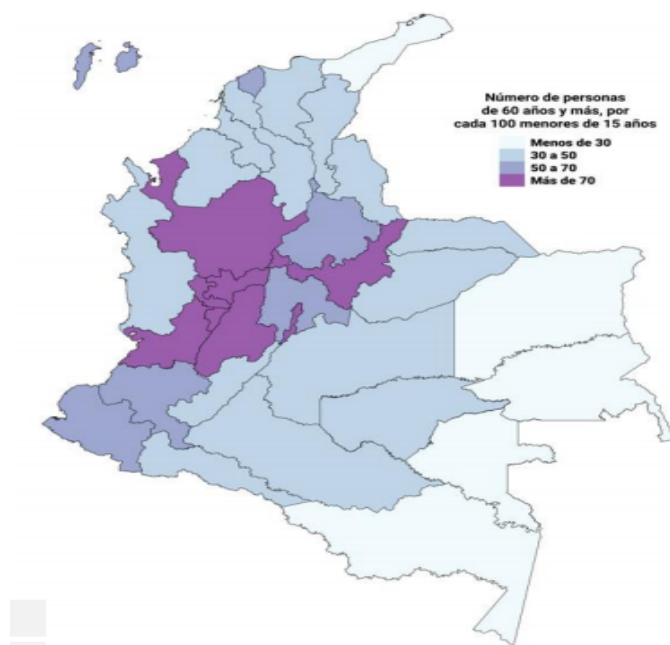 Número de personas
de 60 años y más, por
cada 100 menores de 15 años
Menos de 30
30 a 50
50 a 70
Más de 70